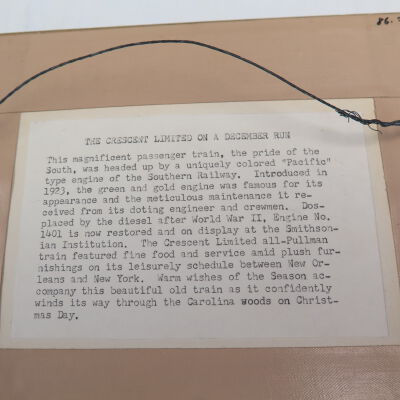 86.
THE CRESCENT LIMITED ON A DECEMBER RUN
This magnificent passenger train, the pride of the
South, was headed up by a uniquely colored "Pacific"
type engine of the Southern Railway. Introduced in
1923, the green and gold engine was famous for its
appearance and the meticulous maintenance it re-
ceived from its doting engineer and crewmen. Dos-
placed by the diesel after World War II, Engine No.
1401 is now restored and on display at the Smithson-
ian Institution. The Crescent Limited all-Pullman
train featured fine food and service amid plush fur-
nishings on its leisurely schedule between New Or-
leans and New York. Warm wishes of the Season ac-
company this beautiful old train as it confidently
winds its way through the Carolina woods on Christ-
mas Day.